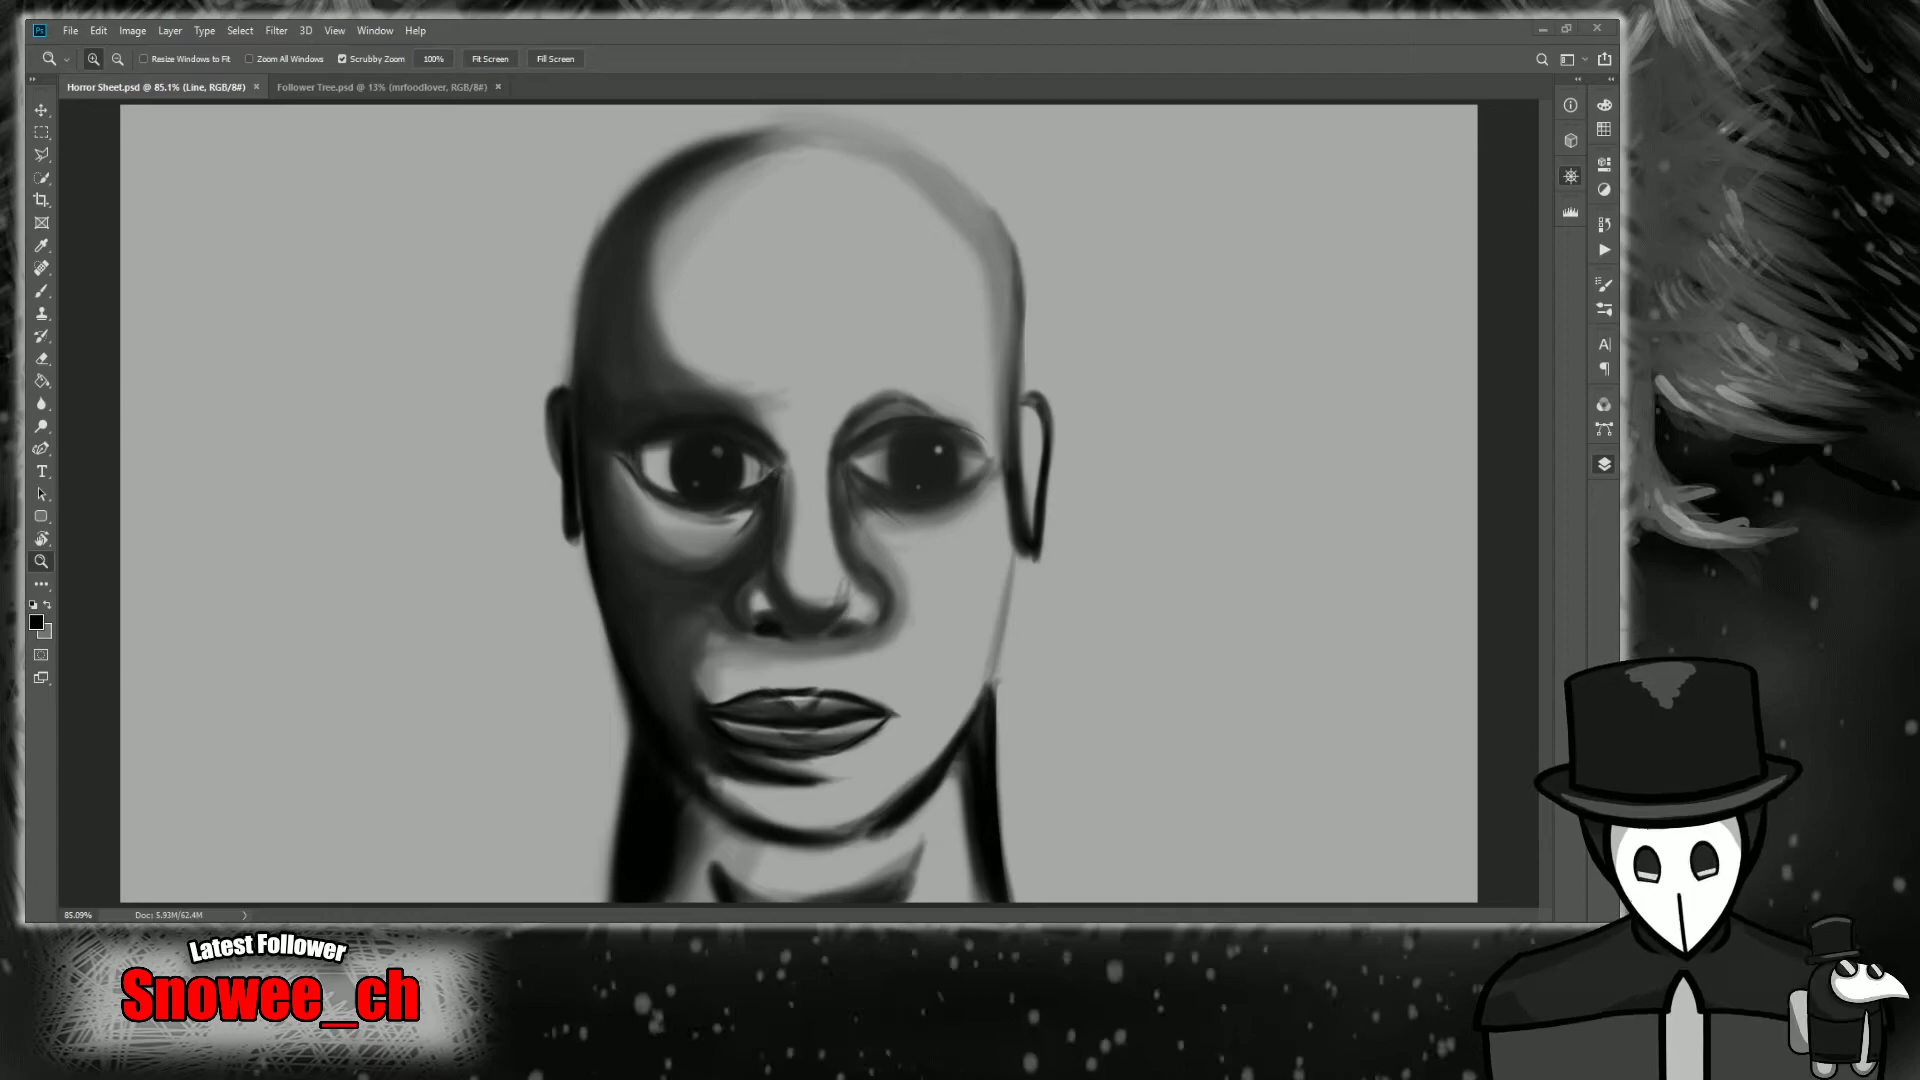 Ps File Edit Image Layer Type Select Filter 3D View Window Help
Resize Windows to Fit Zoom All Windows Scrubby Zoom 100% Fit Screen Fill Screen
Horror Sheet.psd @ 85.1% (Line, RGB/8#) × Follower Tree.psd @ 13% (mrfoodlover, RGB/8#) ×
85.09% Doc: 5.93M/62.4M
Latest Follower
Snowee_ch